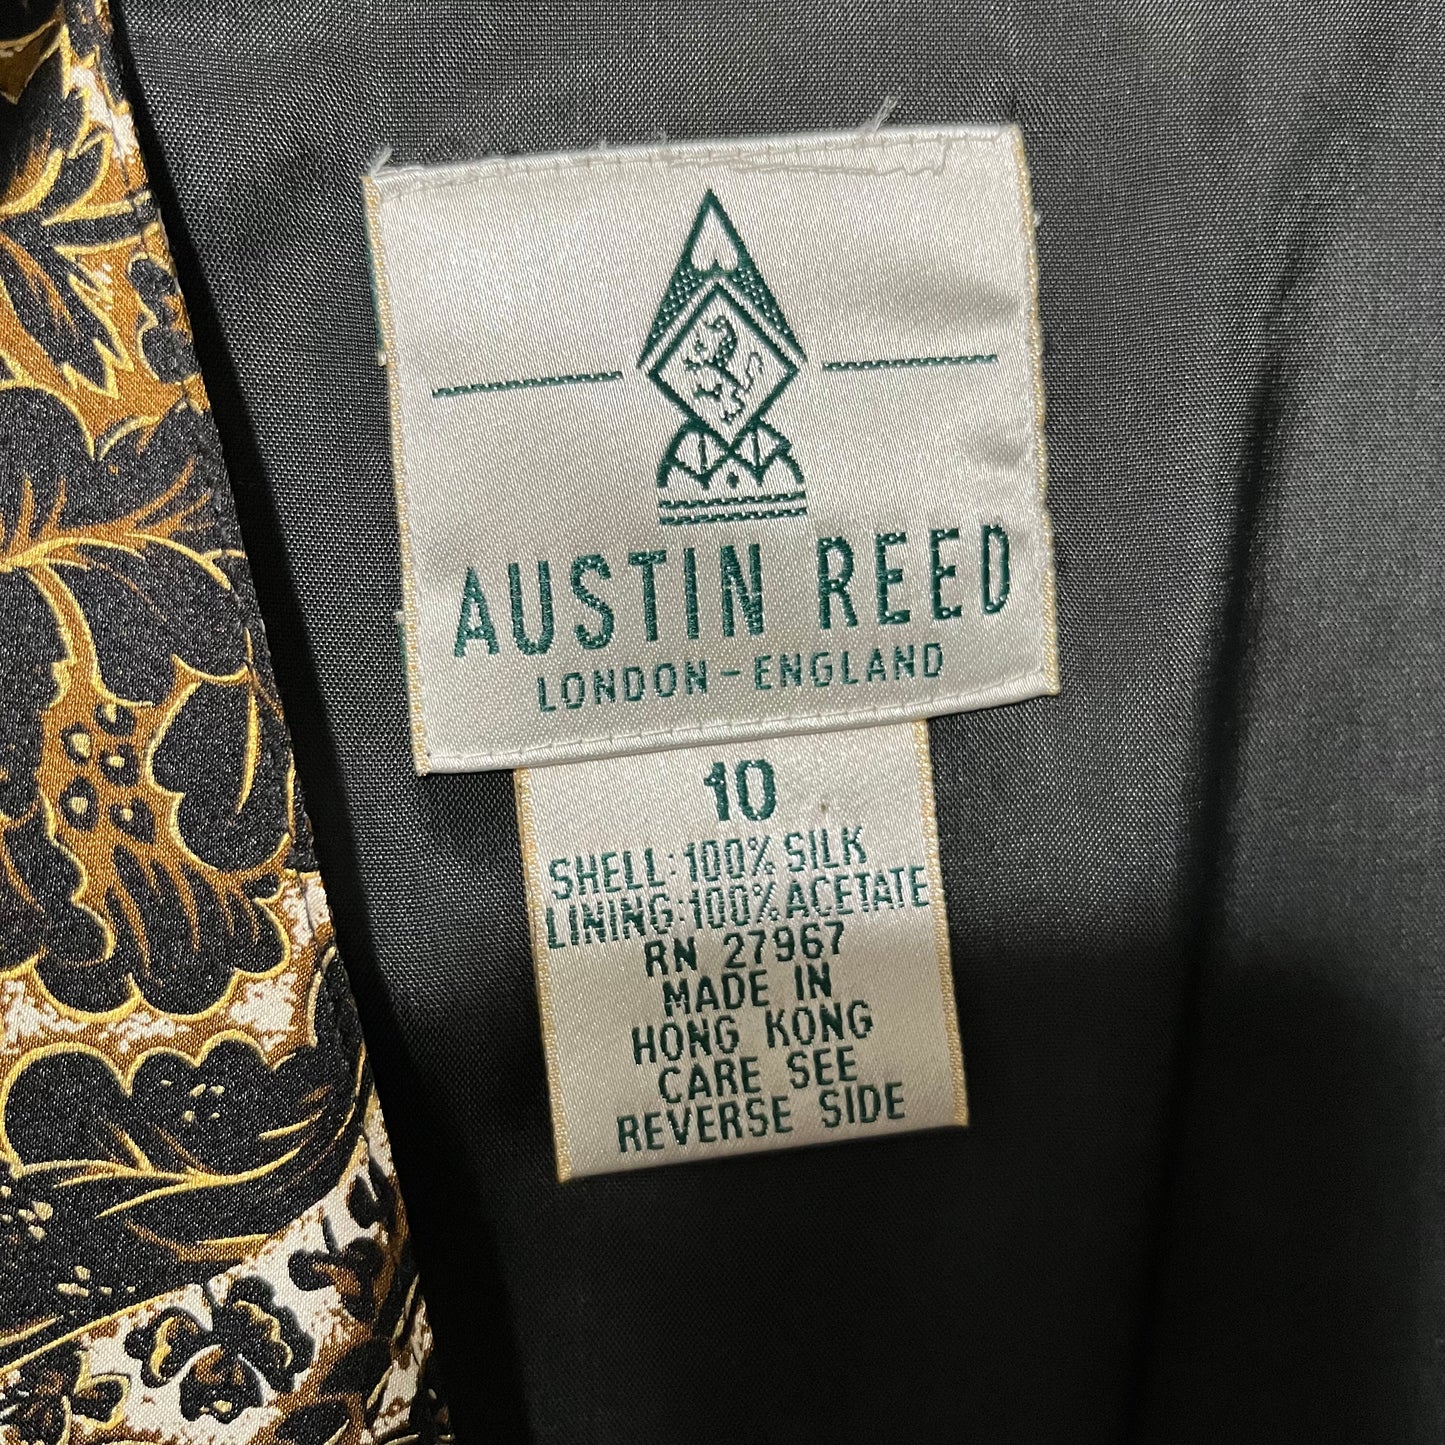 AUSTIN REED
LONDON-ENGLAND
10
SHELL:100% SILK
LINING:100% ACETATE
RN 27967
MADE IN
HONG KONG
CARE SEE
REVERSE SIDE